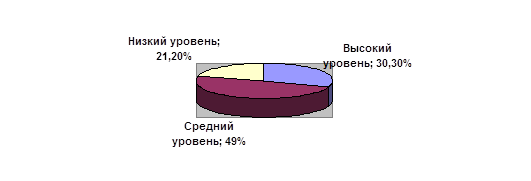 Низкий уровень;
21,20%
Высокий
уровень; 30,30%
Средний
уровень; 49%